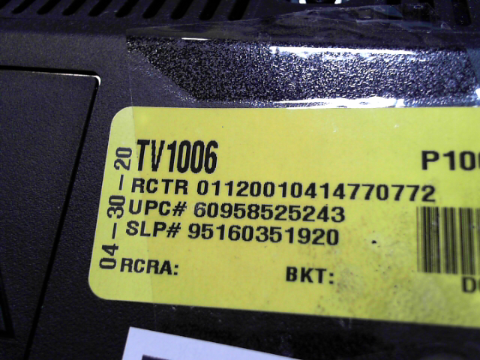 04-30-20
TV1006
RCTR 01120010414770772
UPC# 60958525243
SLP# 95160351920
RCRA: BKT: